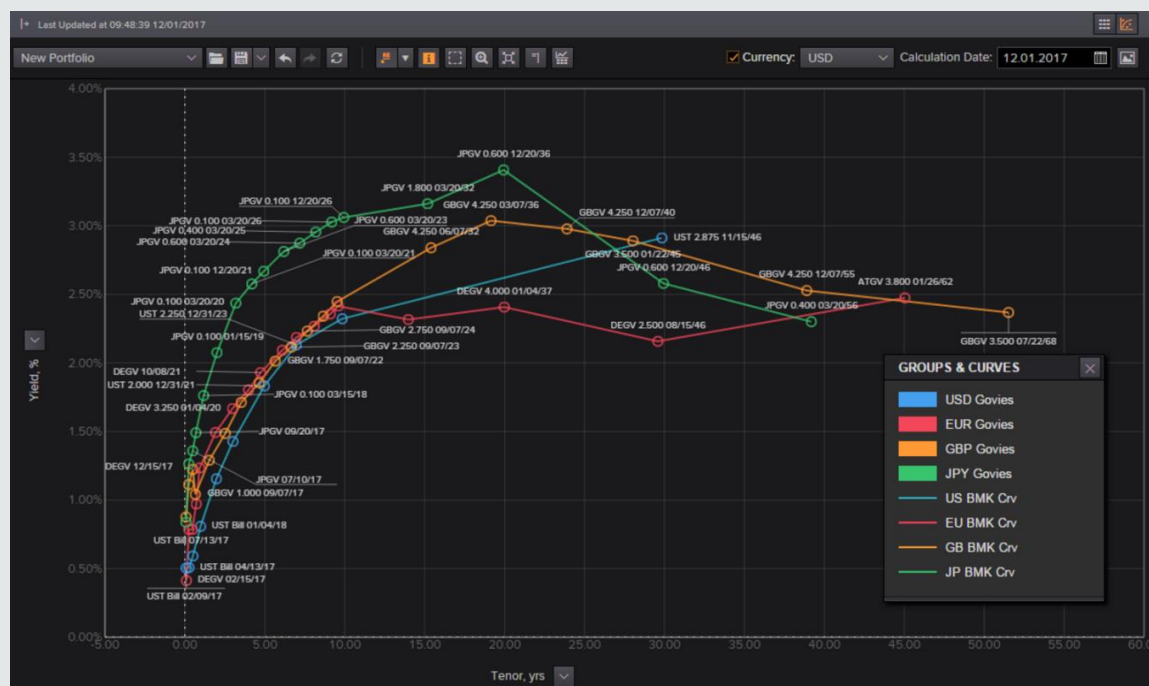 Last Updated at 09:48:39 12/01/2017
New Portfolio
Currency: USD Calculation Date: 12.01.2017
4.00%
3.50%
3.00%
2.50%
2.00%
1.50%
1.00%
0.50%
0.00%
Yield, %
JPGV 0.600 12/20/36
JPGV 1.800 03/20/32
JPGV 0.100 12/20/26
GBGV 4.250 03/07/36
GBGV 4.250 12/07/40
JPGV 0.100 03/20/26
JPGV 0.600 03/20/23
JPGV 0.400 03/20/25
GBGV 4.250 06/07/32
UST 2.875 11/15/46
JPGV 0.600 03/20/24
JPGV 0.100 03/20/21
GBGV 3.500 01/22/45
JPGV 0.100 12/20/21
JPGV 0.600 12/20/46
GBGV 4.250 12/07/55
ATGV 3.800 01/26/62
DEGV 4.000 01/04/37
JPGV 0.100 03/20/20
JPGV 0.400 03/20/56
UST 2.250 12/31/23
DEGV 2.500 08/15/46
GBGV 2.750 09/07/24
JPGV 0.100 01/15/19
GBGV 3.500 07/22/68
GBGV 2.250 09/07/23
GBGV 1.750 09/07/22
DEGV 10/08/21
UST 2.000 12/31/21
JPGV 0.100 03/15/18
DEGV 3.250 01/04/20
JPGV 09/20/17
DEGV 12/15/17
JPGV 07/10/17
GBGV 1.000 09/07/17
UST Bill 01/04/18
UST Bill 07/13/17
UST Bill 04/13/17
DEGV 02/15/17
UST Bill 02/09/17
GROUPS & CURVES
USD Govies
EUR Govies
GBP Govies
JPY Govies
US BMK Crv
EU BMK Crv
GB BMK Crv
JP BMK Crv
-5.00 0.00 5.00 10.00 15.00 20.00 25.00 30.00 35.00 40.00 45.00 50.00 55.00 60.0
Tenor, yrs